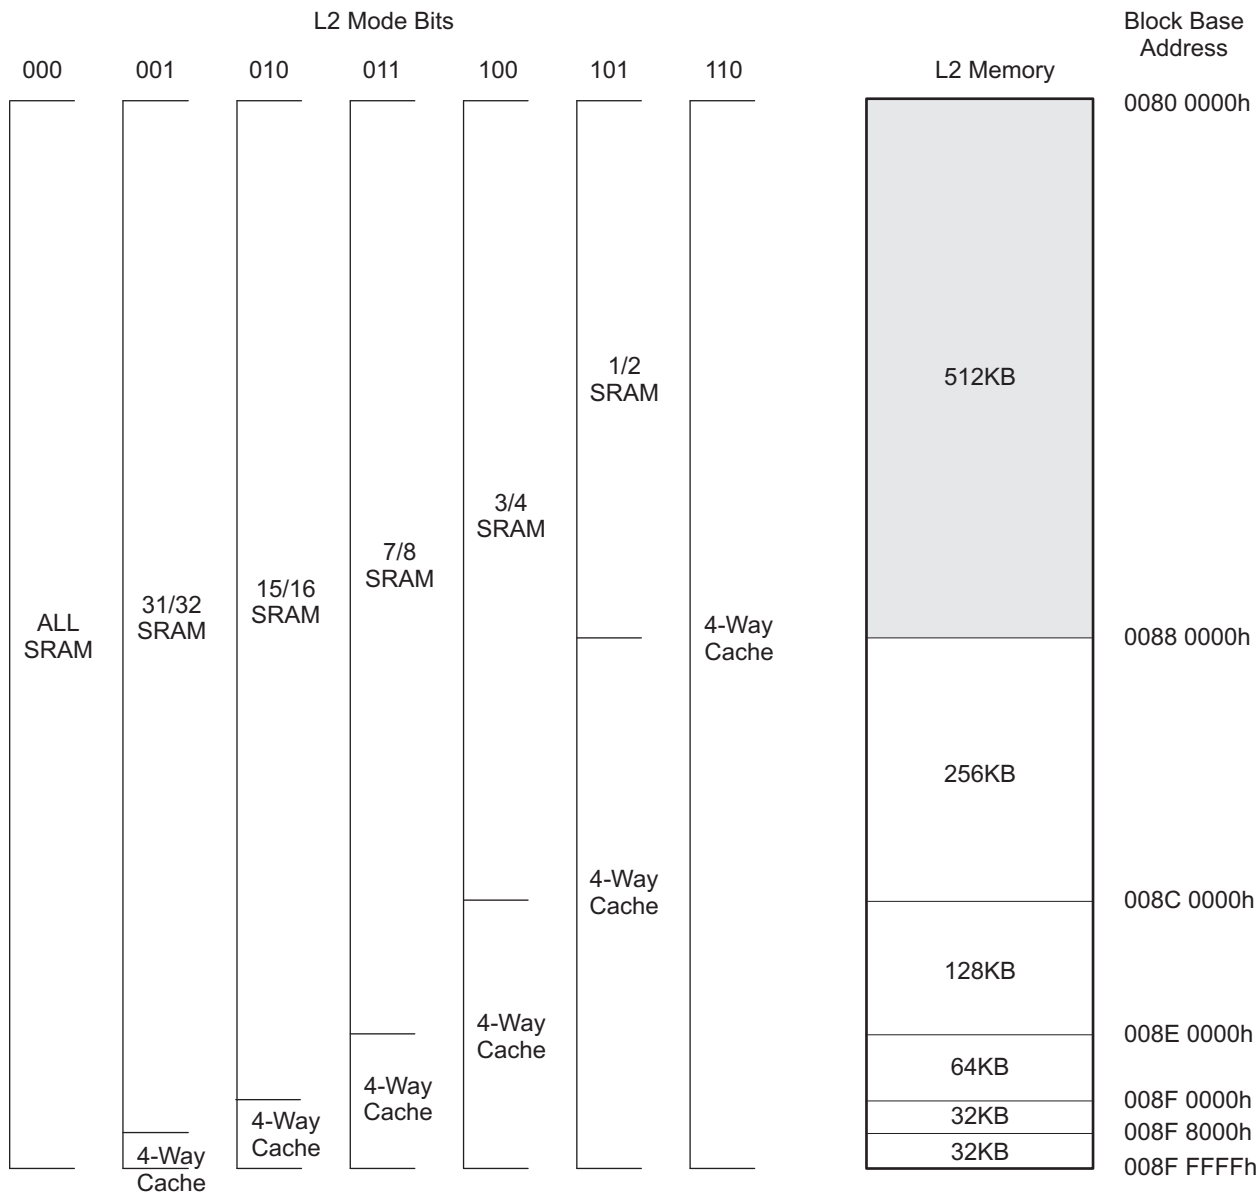 L2 Mode Bits
Block Base
Address
000 001 010 011 100 101 110 L2 Memory
0080 0000h
1/2
SRAM
512KB
3/4
SRAM
7/8
SRAM
15/16
SRAM
31/32
SRAM
ALL
SRAM
4-Way
Cache
0088 0000h
256KB
4-Way
Cache
008C 0000h
128KB
4-Way
Cache
008E 0000h
64KB
4-Way
Cache
008F 0000h
32KB
4-Way
Cache
008F 8000h
32KB
4-Way
Cache
008F FFFFh